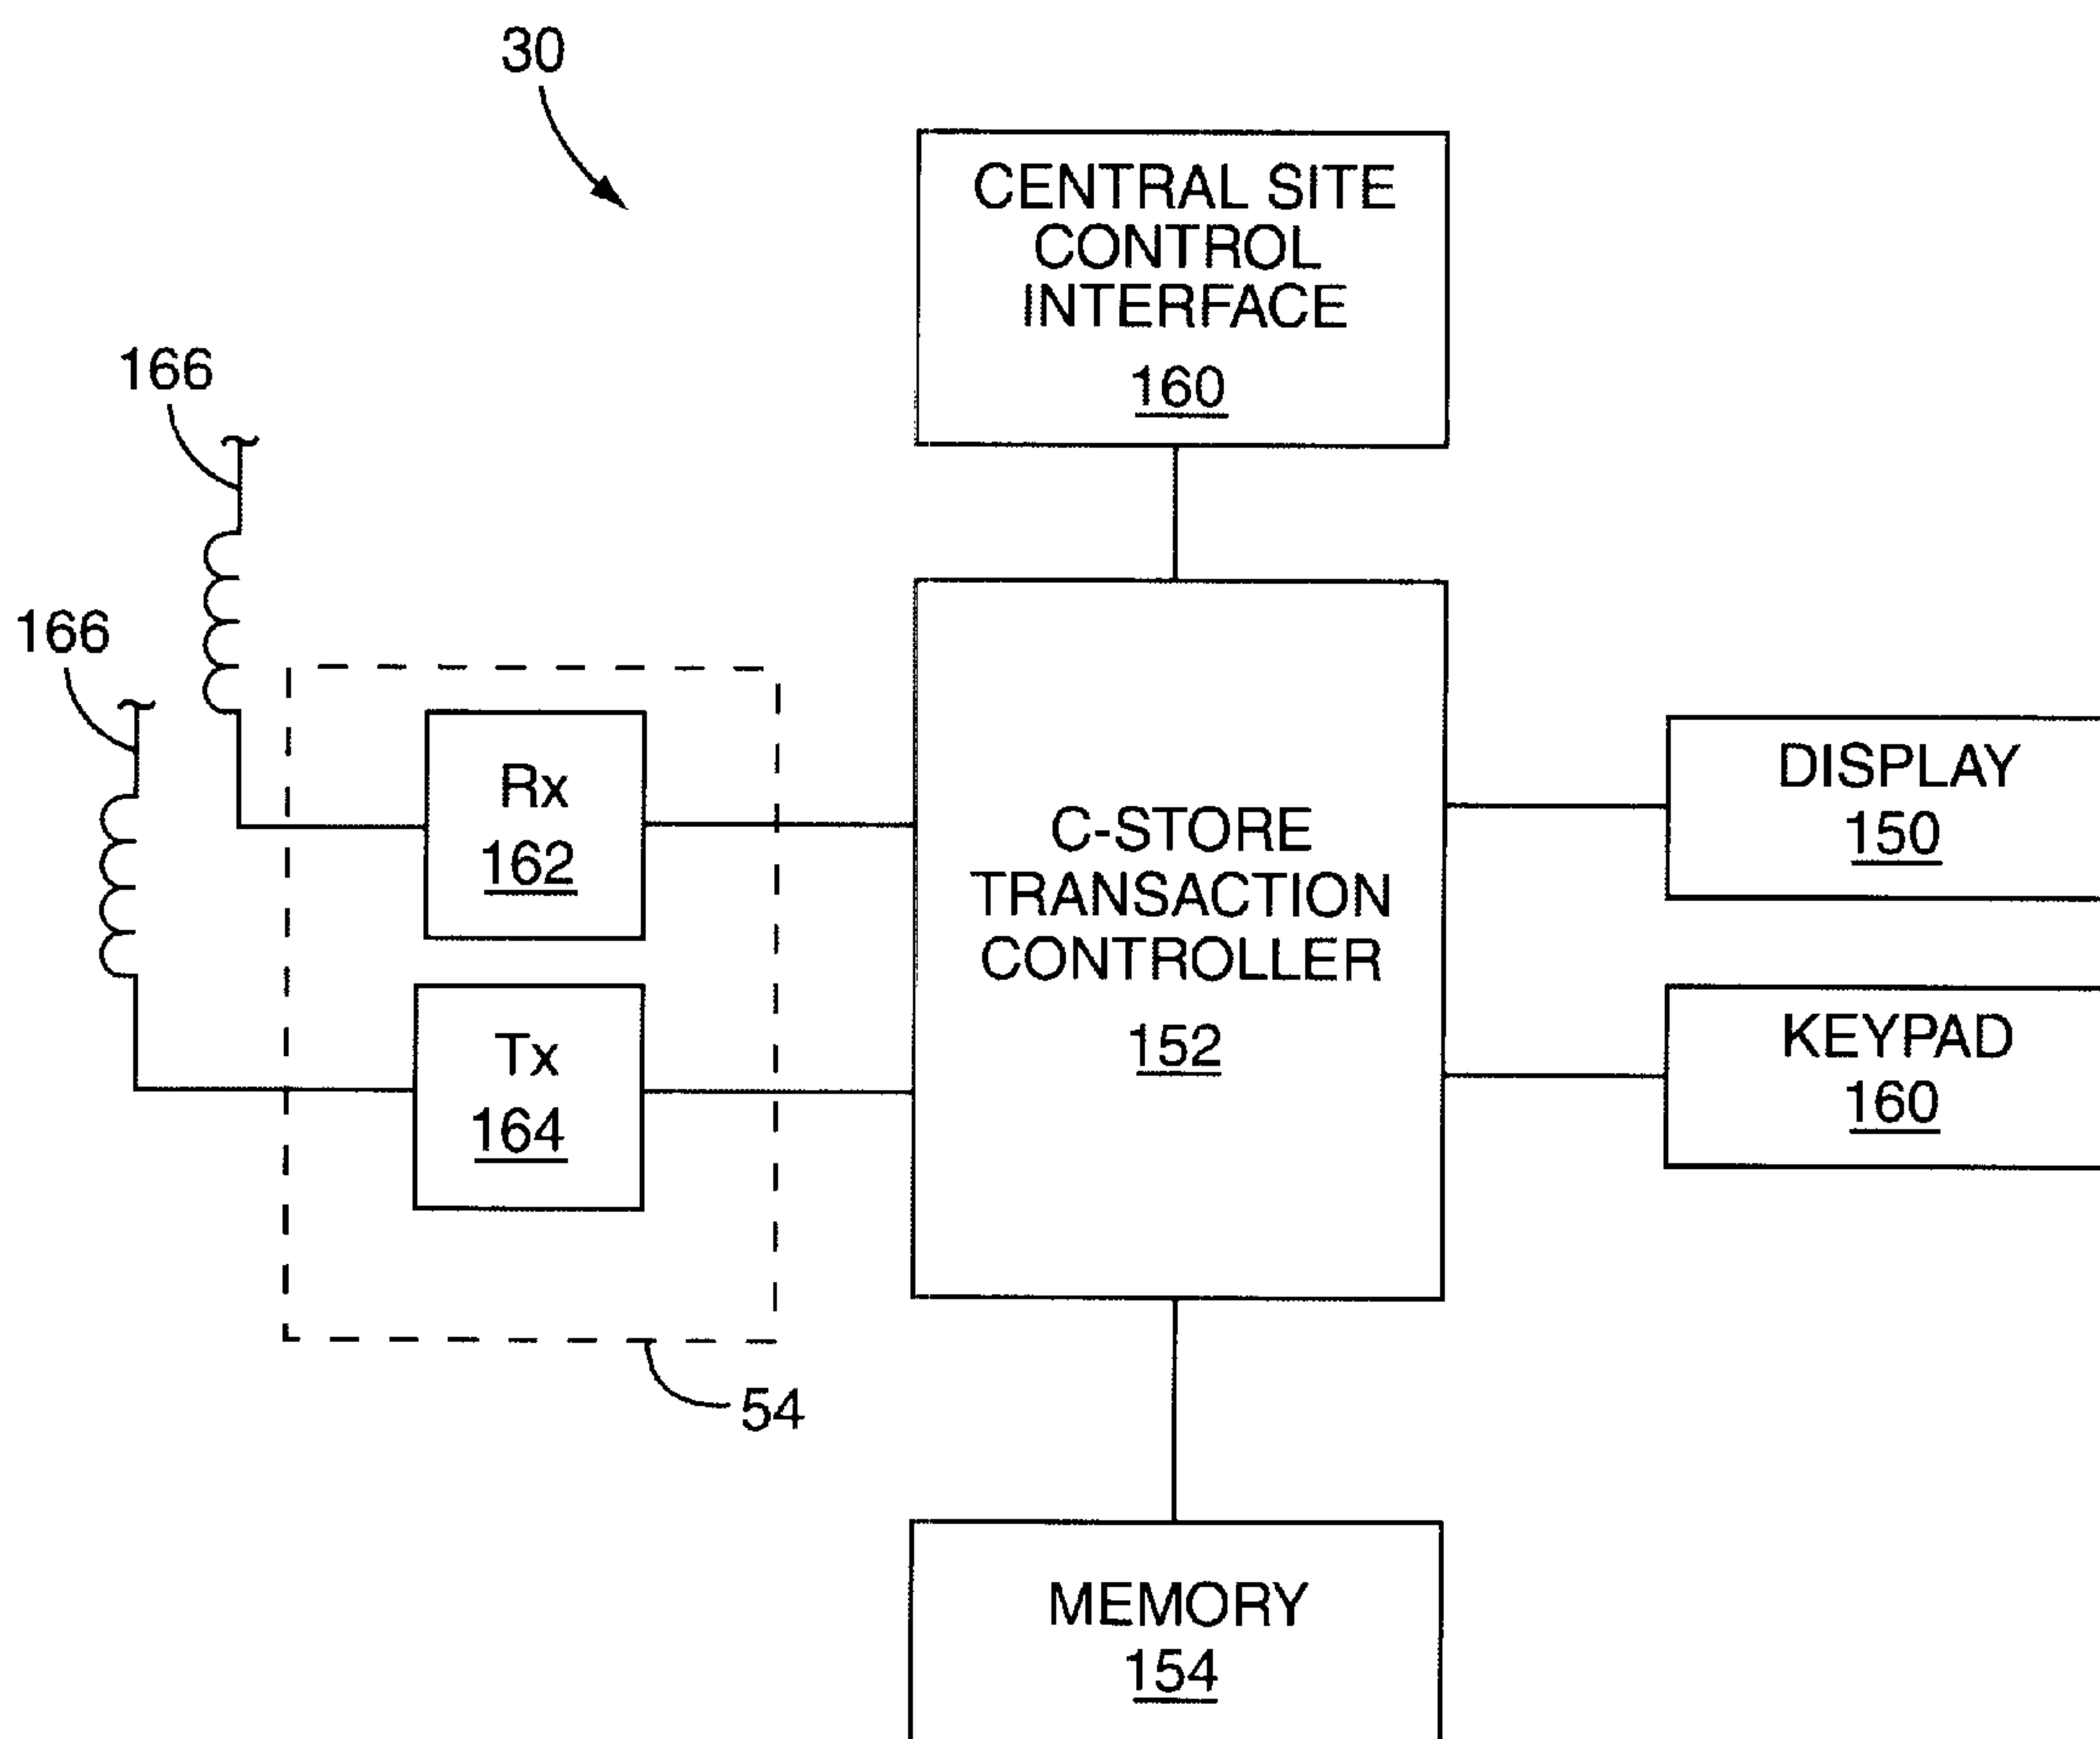 30
CENTRAL SITE
CONTROL
INTERFACE
160
166
166
Rx
162
Tx
164
54
C-STORE
TRANSACTION
CONTROLLER
152
DISPLAY
150
KEYPAD
160
MEMORY
154